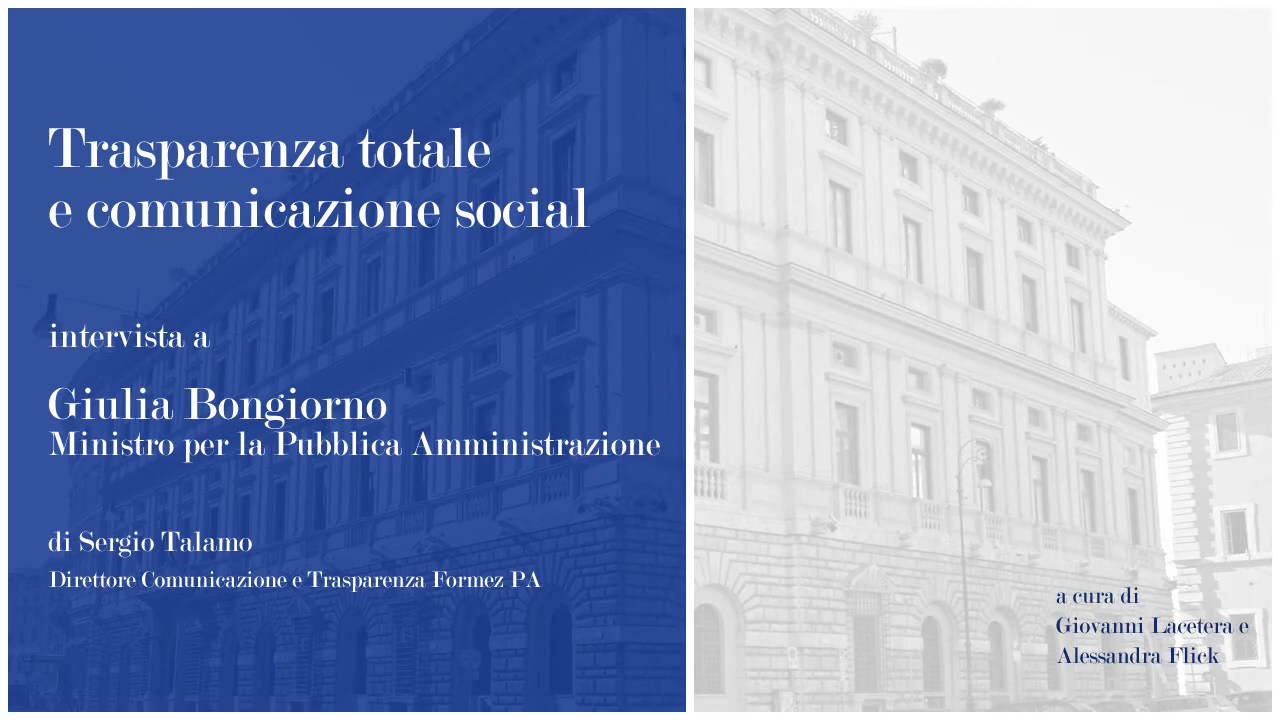 Trasparenza totale
e comunicazione social
intervista a
Giulia Bongiorno
Ministro per la Pubblica Amministrazione
di Sergio Talamo
Direttore Comunicazione e Trasparenza Formez PA
a cura di
Giovanni Lacetera e
Alessandra Flick